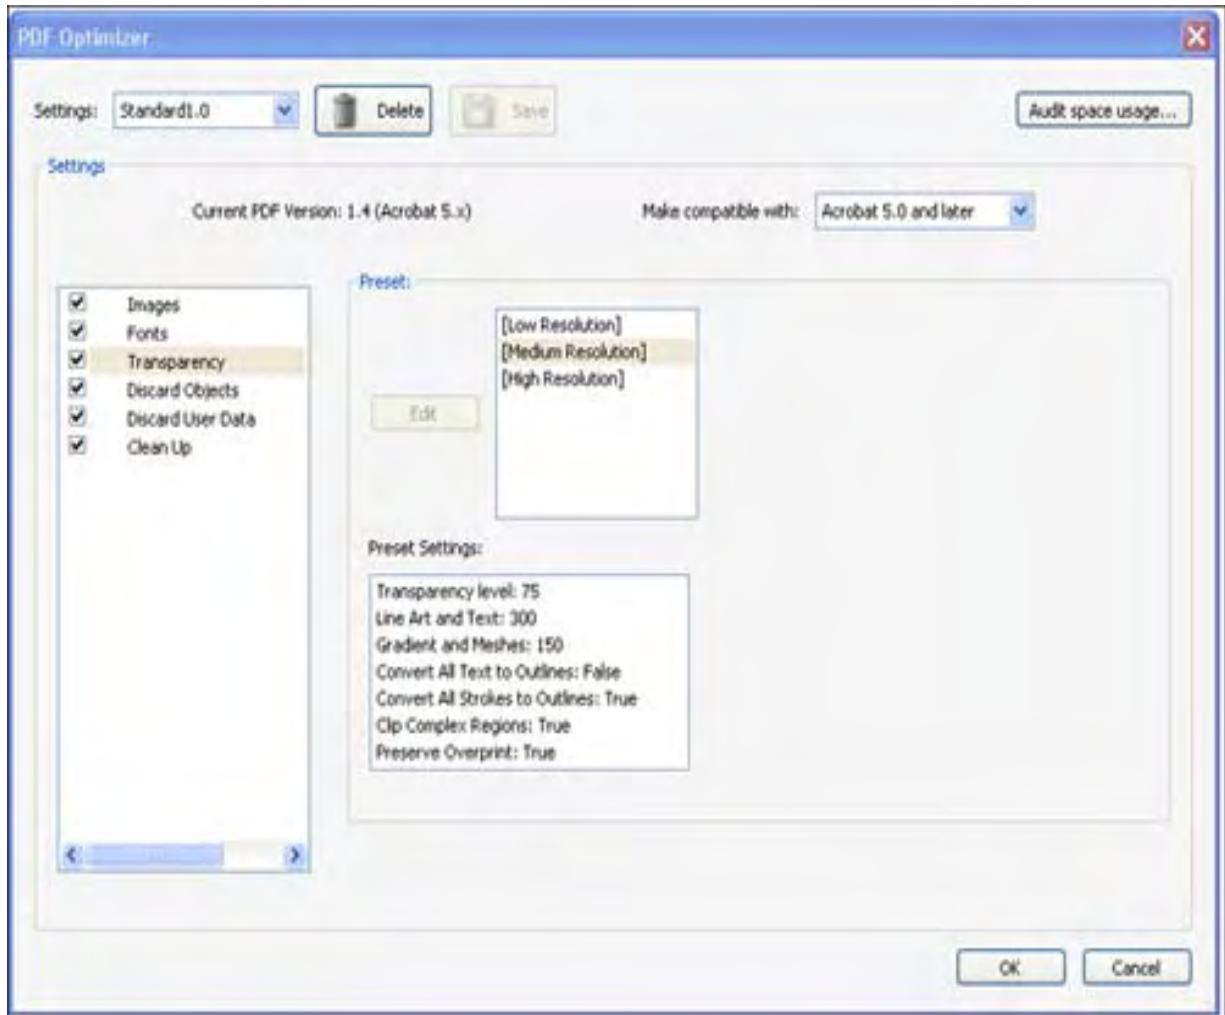 PDF Optimizer
Settings: Standard1.0 Delete Save Audit space usage...
Settings
Current PDF Version: 1.4 (Acrobat 5.x) Make compatible with: Acrobat 5.0 and later
Images
Fonts
Transparency
Discard Objects
Discard User Data
Clean Up
Preset:
[Low Resolution]
[Medium Resolution]
[High Resolution]
Edit
Preset Settings:
Transparency level: 75
Line Art and Text: 300
Gradient and Meshes: 150
Convert All Text to Outlines: False
Convert All Strokes to Outlines: True
Clip Complex Regions: True
Preserve Overprint: True
OK Cancel